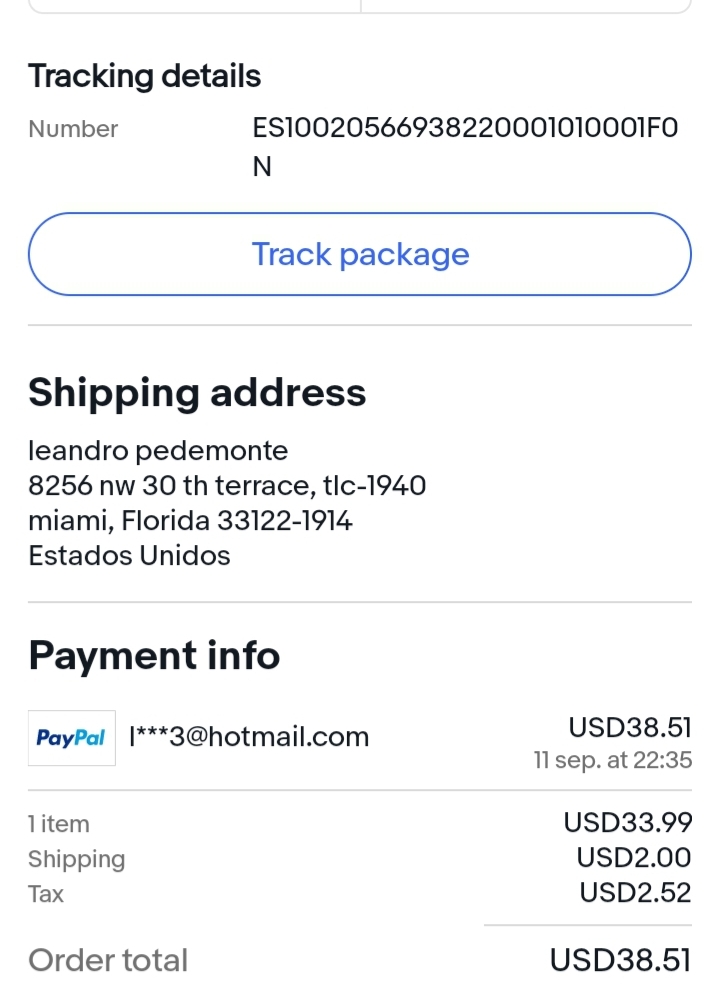 Tracking details
Number ES10020566938220001010001F0
N
Track package
Shipping address
leandro pedemonte
8256 nw 30 th terrace, tlc-1940
miami, Florida 33122-1914
Estados Unidos
Payment info
PayPal l***3@hotmail.com USD38.51
11 sep. at 22:35
1 item USD33.99
Shipping USD2.00
Tax USD2.52
Order total USD38.51